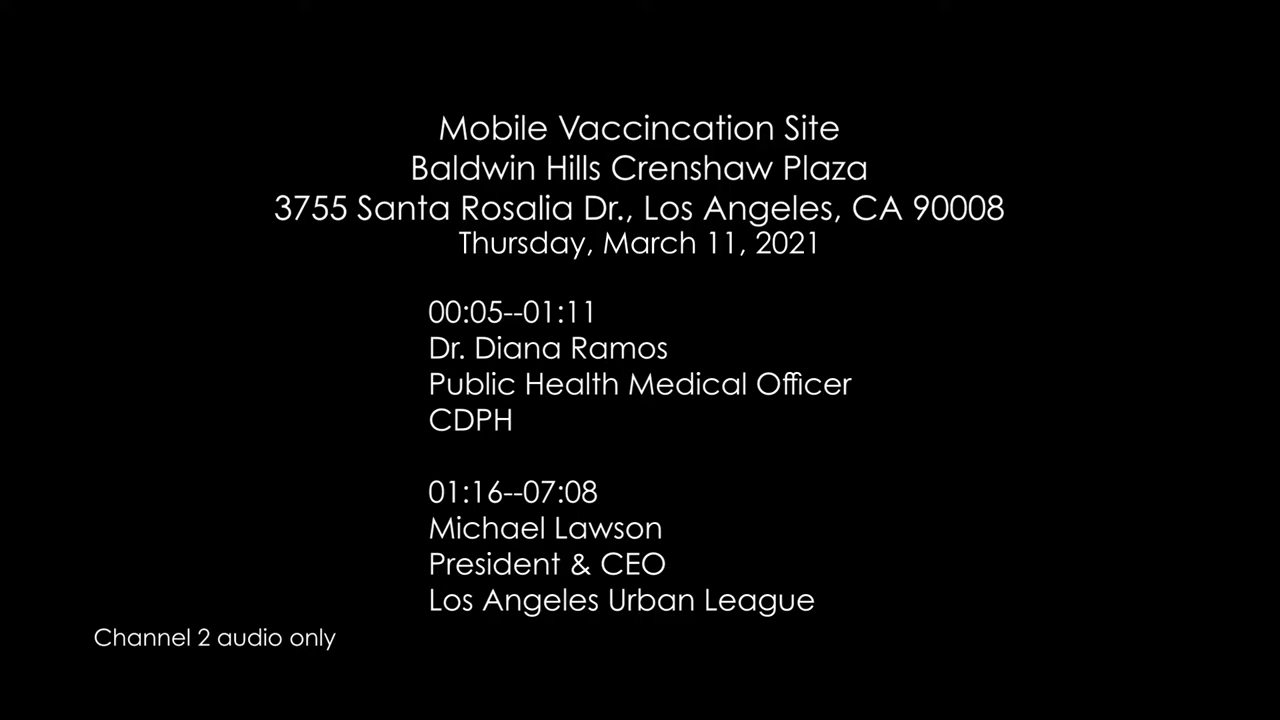 Mobile Vaccincation Site
Baldwin Hills Crenshaw Plaza
3755 Santa Rosalia Dr., Los Angeles, CA 90008
Thursday, March 11, 2021
00:05--01:11
Dr. Diana Ramos
Public Health Medical Officer
CDPH
01:16--07:08
Michael Lawson
President & CEO
Los Angeles Urban League
Channel 2 audio only